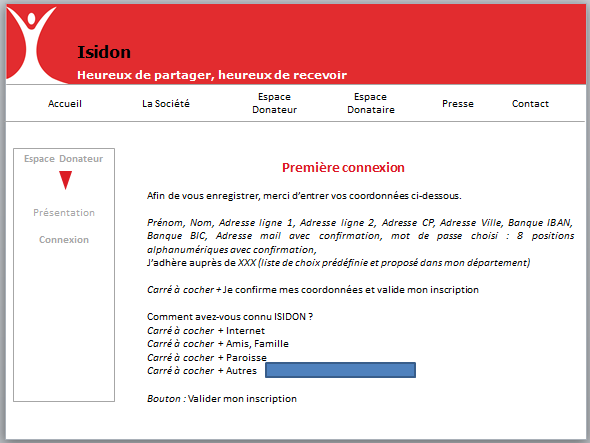 Isidon
Heureux de partager, heureux de recevoir
Accueil
La Société
Espace
Donateur
Espace
Donataire
Presse
Contact
Espace Donateur
Présentation
Connexion
Première connexion
Afin de vous enregistrer, merci d’entrer vos coordonnées ci-dessous.
Prénom, Nom, Adresse ligne 1, Adresse ligne 2, Adresse CP, Adresse Ville, Banque IBAN,
Banque BIC, Adresse mail avec confirmation, mot de passe choisi : 8 positions
alphanumériques avec confirmation,
J’adhère auprès de XXX (liste de choix prédéfinie et proposé dans mon département)
Carré à cocher + Je confirme mes coordonnées et valide mon inscription
Comment avez-vous connu ISIDON ?
Carré à cocher + Internet
Carré à cocher + Amis, Famille
Carré à cocher + Paroisse
Carré à cocher + Autres
Bouton : Valider mon inscription